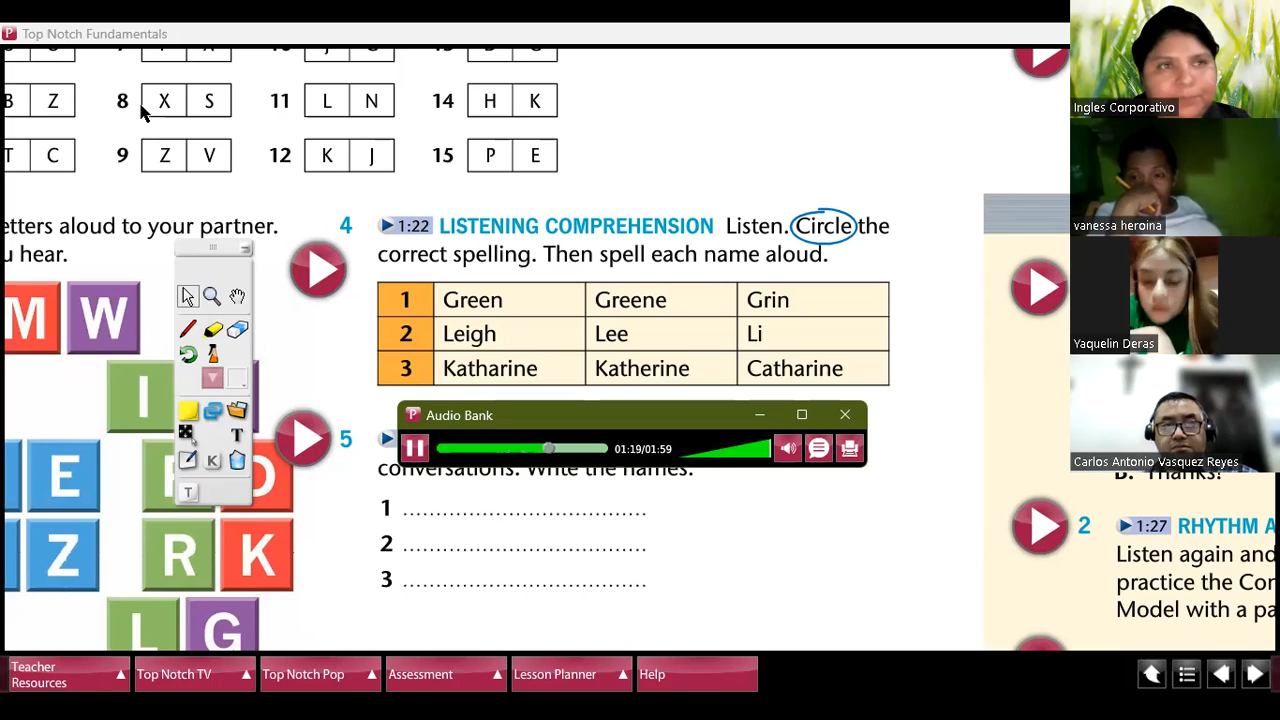 Top Notch Fundamentals
B Z 8 X S 11 L N 14 H K
T C 9 Z V 12 K J 15 P E
etters aloud to your partner.
u hear.
M W
I
E D
Z R K
L G
4 1:22 LISTENING COMPREHENSION Listen. Circle the
correct spelling. Then spell each name aloud.
1 Green Greene Grin
2 Leigh Lee Li
3 Katharine Katherine Catharine
Audio Bank
01:19/01:59
5
conversations. Write the names.
1
2
3
B. Thanks!
2 1:27 RHYTHM A
Listen again and
practice the Con
Model with a pa
Ingles Corporativo
vanessa heroina
Yaquelin Deras
Carlos Antonio Vasquez Reyes
Teacher
Resources
Top Notch TV
Top Notch Pop
Assessment
Lesson Planner
Help